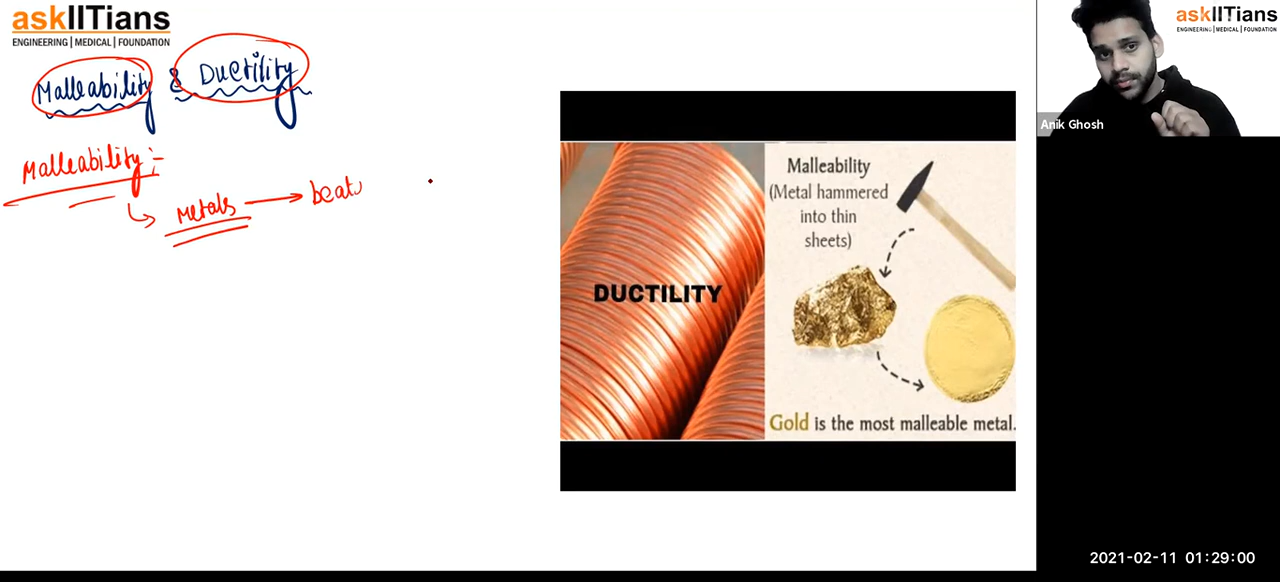 askIITians
ENGINEERING | MEDICAL | FOUNDATION
Malleability & Ductility
Malleability :-
Metals → beat
DUCTILITY
Malleability
(Metal hammered
into thin
sheets)
Gold is the most malleable metal.
askIITians
ENGINEERING | MEDICAL | FOUNDATION
Anik Ghosh
2021-02-11 01:29:00